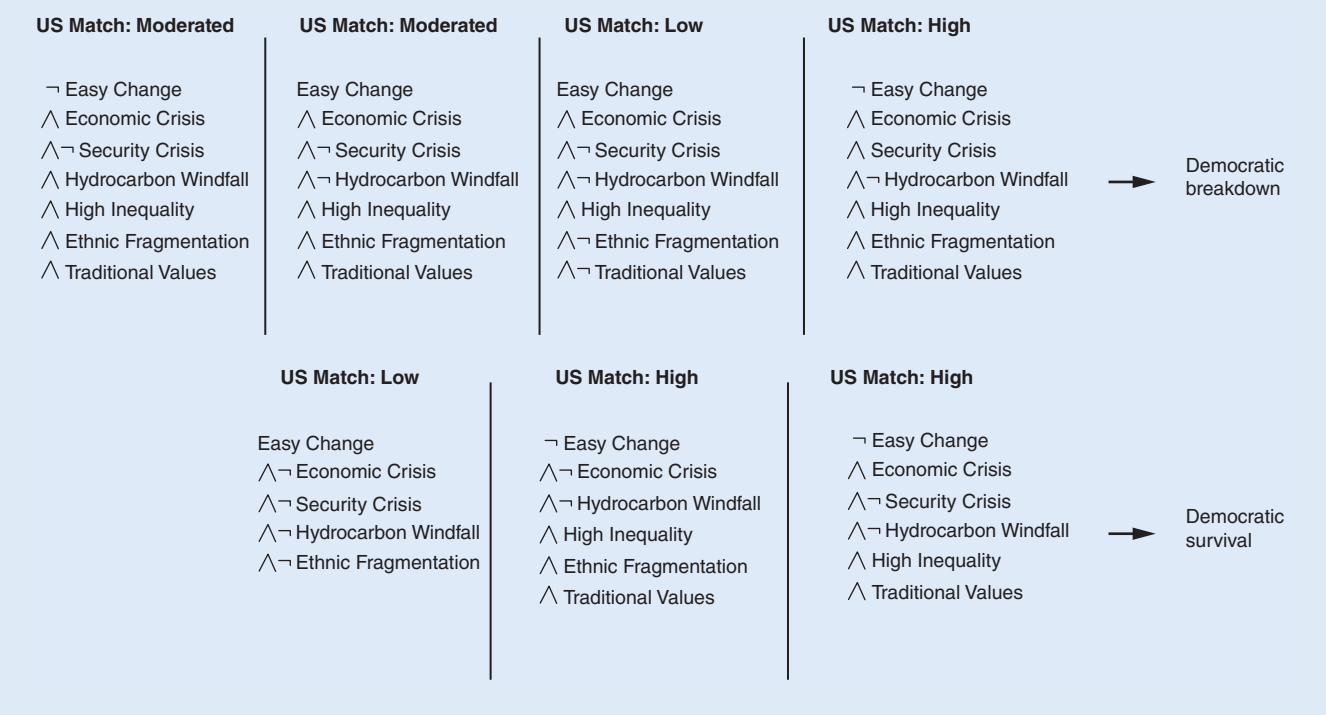 US Match: Moderated
¬ Easy Change
⋀ Economic Crisis
⋀¬ Security Crisis
⋀ Hydrocarbon Windfall
⋀ High Inequality
⋀ Ethnic Fragmentation
⋀ Traditional Values
US Match: Moderated
Easy Change
⋀ Economic Crisis
⋀¬ Security Crisis
⋀¬ Hydrocarbon Windfall
⋀ High Inequality
⋀ Ethnic Fragmentation
⋀ Traditional Values
US Match: Low
Easy Change
⋀ Economic Crisis
⋀¬ Security Crisis
⋀¬ Hydrocarbon Windfall
⋀ High Inequality
⋀¬ Ethnic Fragmentation
⋀¬ Traditional Values
US Match: High
¬ Easy Change
⋀ Economic Crisis
⋀ Security Crisis
⋀¬ Hydrocarbon Windfall
⋀ High Inequality
⋀ Ethnic Fragmentation
⋀ Traditional Values
Democratic
breakdown
US Match: Low
Easy Change
⋀¬ Economic Crisis
⋀¬ Security Crisis
⋀¬ Hydrocarbon Windfall
⋀¬ Ethnic Fragmentation
US Match: High
¬ Easy Change
⋀¬ Economic Crisis
⋀¬ Hydrocarbon Windfall
⋀ High Inequality
⋀ Ethnic Fragmentation
⋀ Traditional Values
US Match: High
¬ Easy Change
⋀ Economic Crisis
⋀¬ Security Crisis
⋀¬ Hydrocarbon Windfall
⋀ High Inequality
⋀ Traditional Values
Democratic
survival